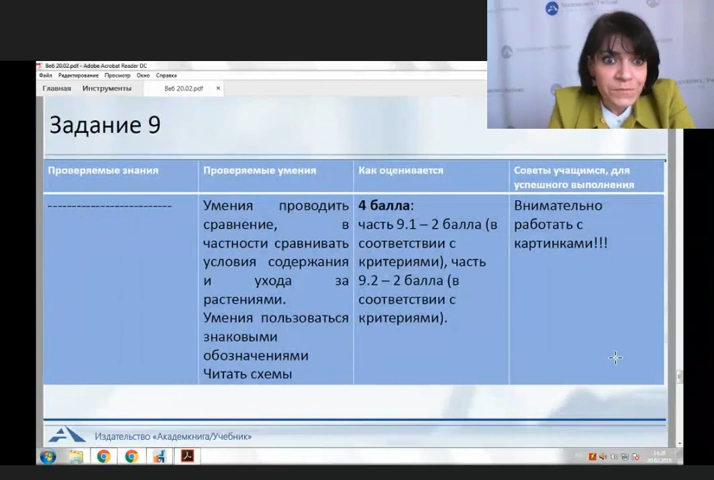 Ве6 20.02.pdf - Adobe Acrobat Reader DC
Файл Редактирование Просмотр Окно Справка
Главная Инструменты Ве6 20.02.pdf ×
Задание 9
Проверяемые знания
--------------------------
Проверяемые умения
Умения проводить
сравнение, в
частности сравнивать
условия содержания
и ухода за
растениями.
Умения пользоваться
знаковыми
обозначениями
Читать схемы
Как оценивается
4 балла:
часть 9.1 – 2 балла (в
соответствии с
критериями), часть
9.2 – 2 балла (в
соответствии с
критериями).
Советы учащимся, для
успешного выполнения
Внимательно
работать с
картинками!!!
Издательство «Академкнига/Учебник»